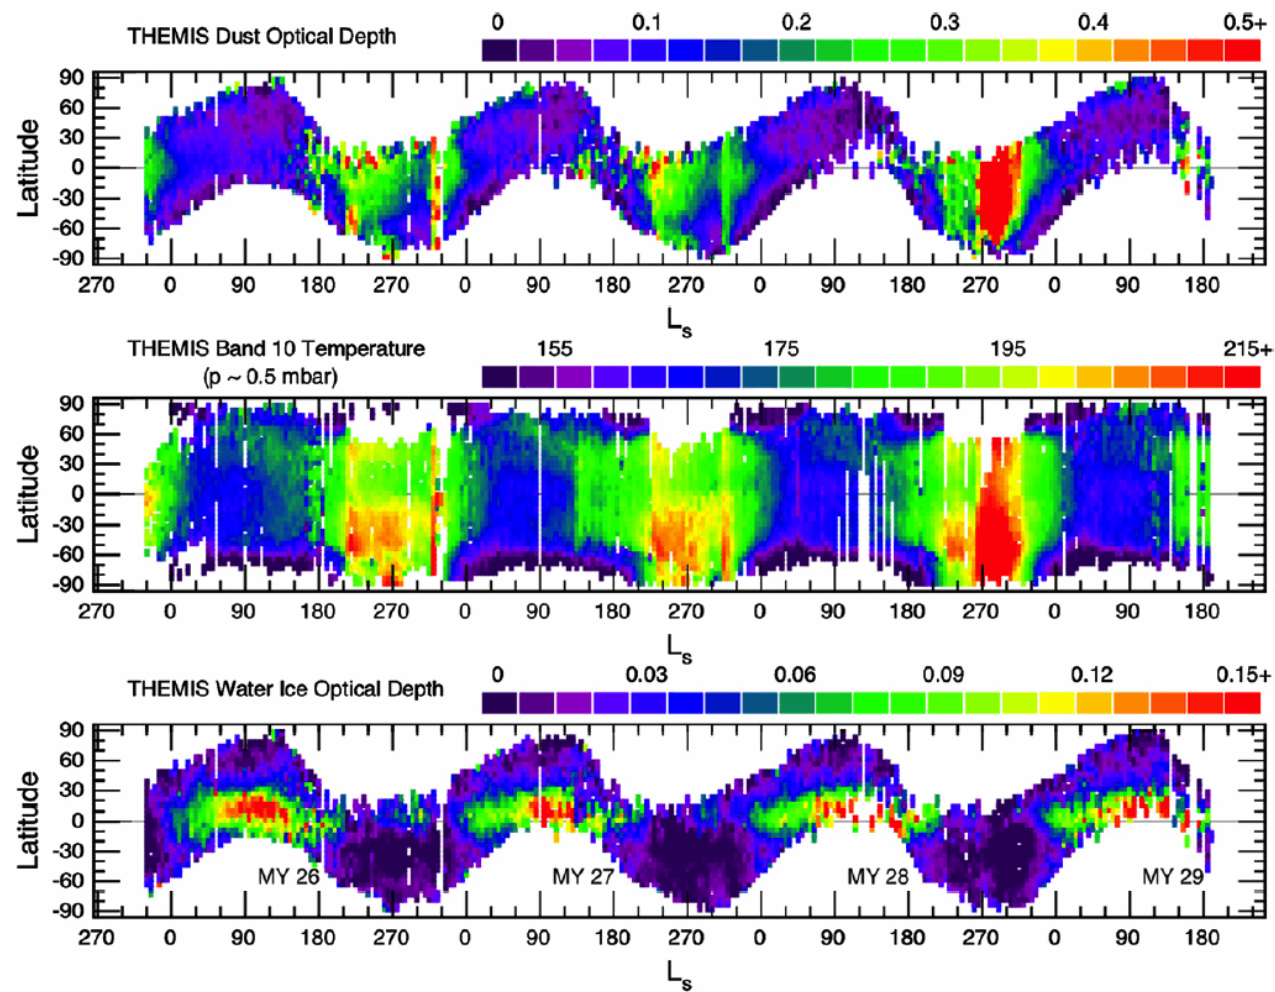 THEMIS Dust Optical Depth
0 0.1 0.2 0.3 0.4 0.5+
Latitude
90
60
30
0
-30
-60
-90
270 0 90 180 270 0 90 180 270 0 90 180 270 0 90 180
Ls
THEMIS Band 10 Temperature
(p ~ 0.5 mbar)
155 175 195 215+
Latitude
90
60
30
0
-30
-60
-90
270 0 90 180 270 0 90 180 270 0 90 180 270 0 90 180
Ls
THEMIS Water Ice Optical Depth
0 0.03 0.06 0.09 0.12 0.15+
Latitude
90
60
30
0
-30
-60
-90
MY 26 MY 27 MY 28 MY 29
270 0 90 180 270 0 90 180 270 0 90 180 270 0 90 180
Ls